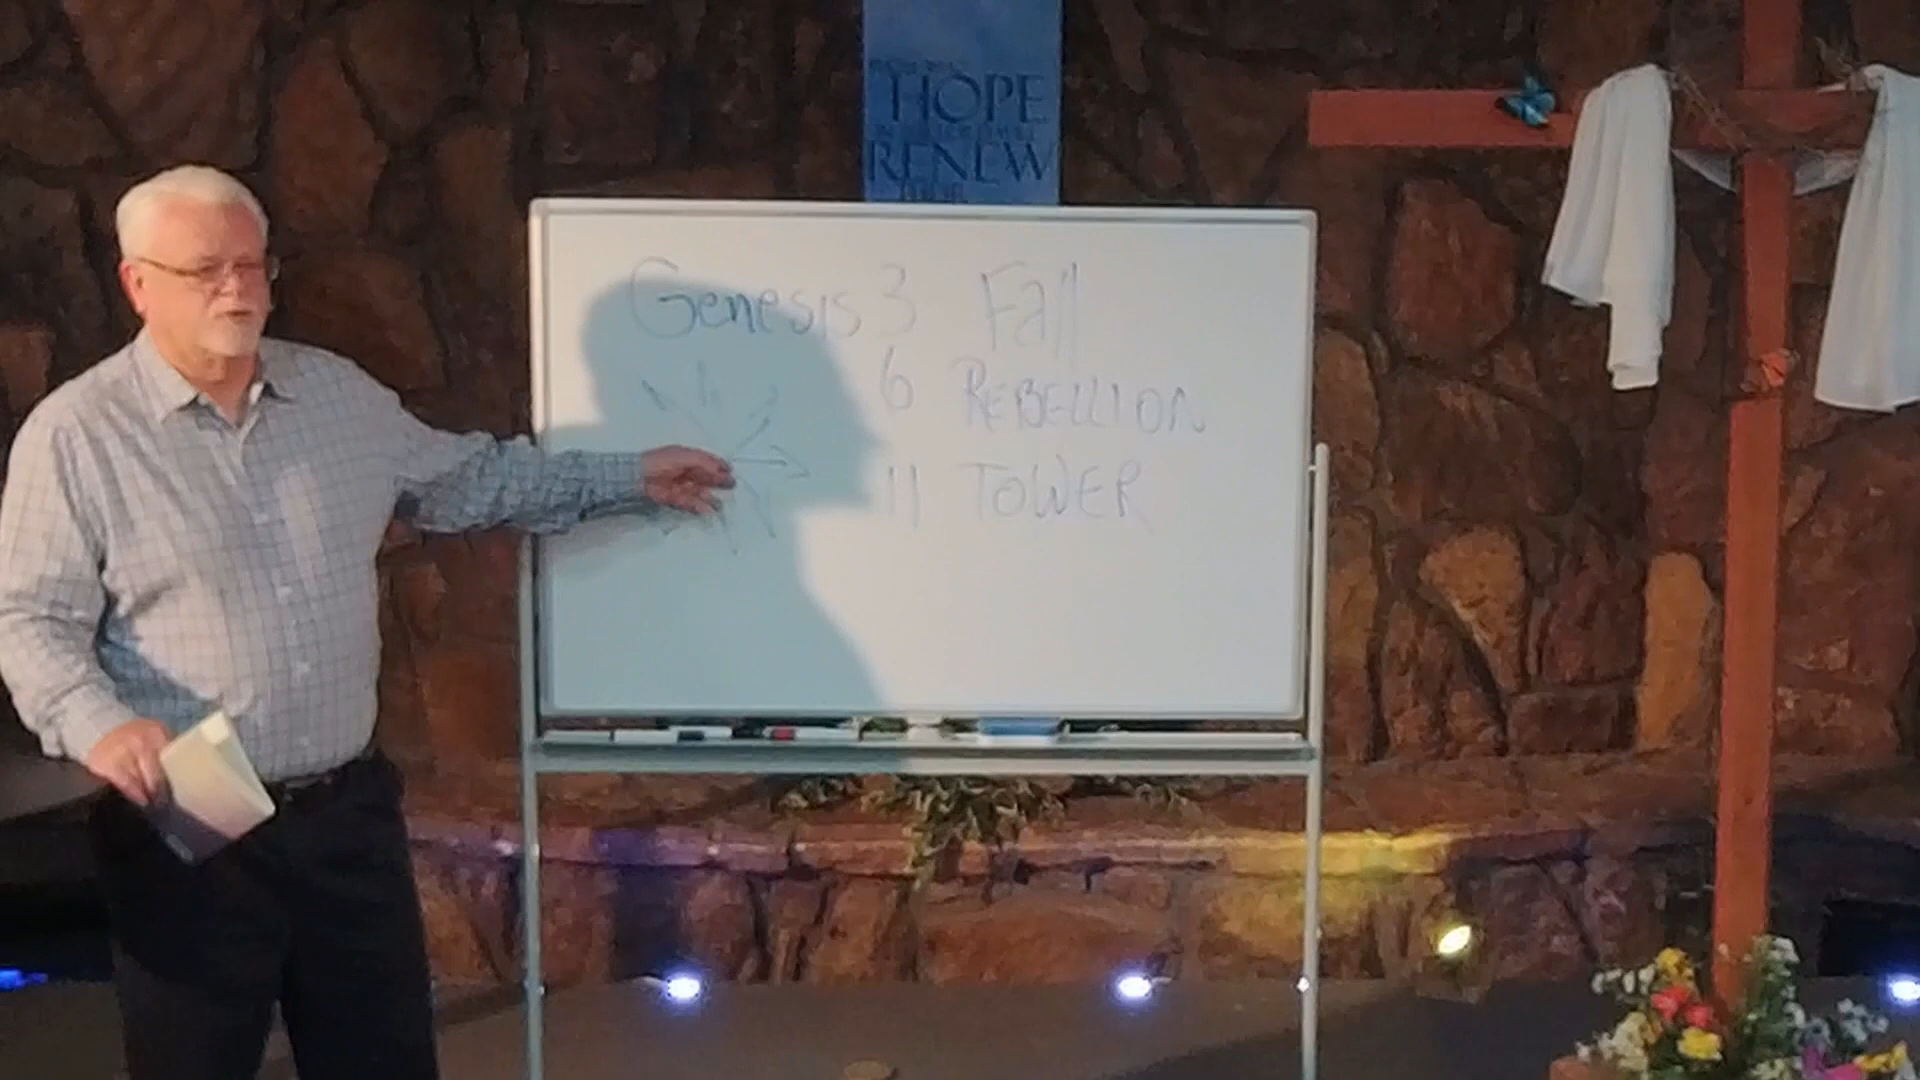 HOPE
RENEW
Genesis 3 Fall
6 REBELLION
11 TOWER